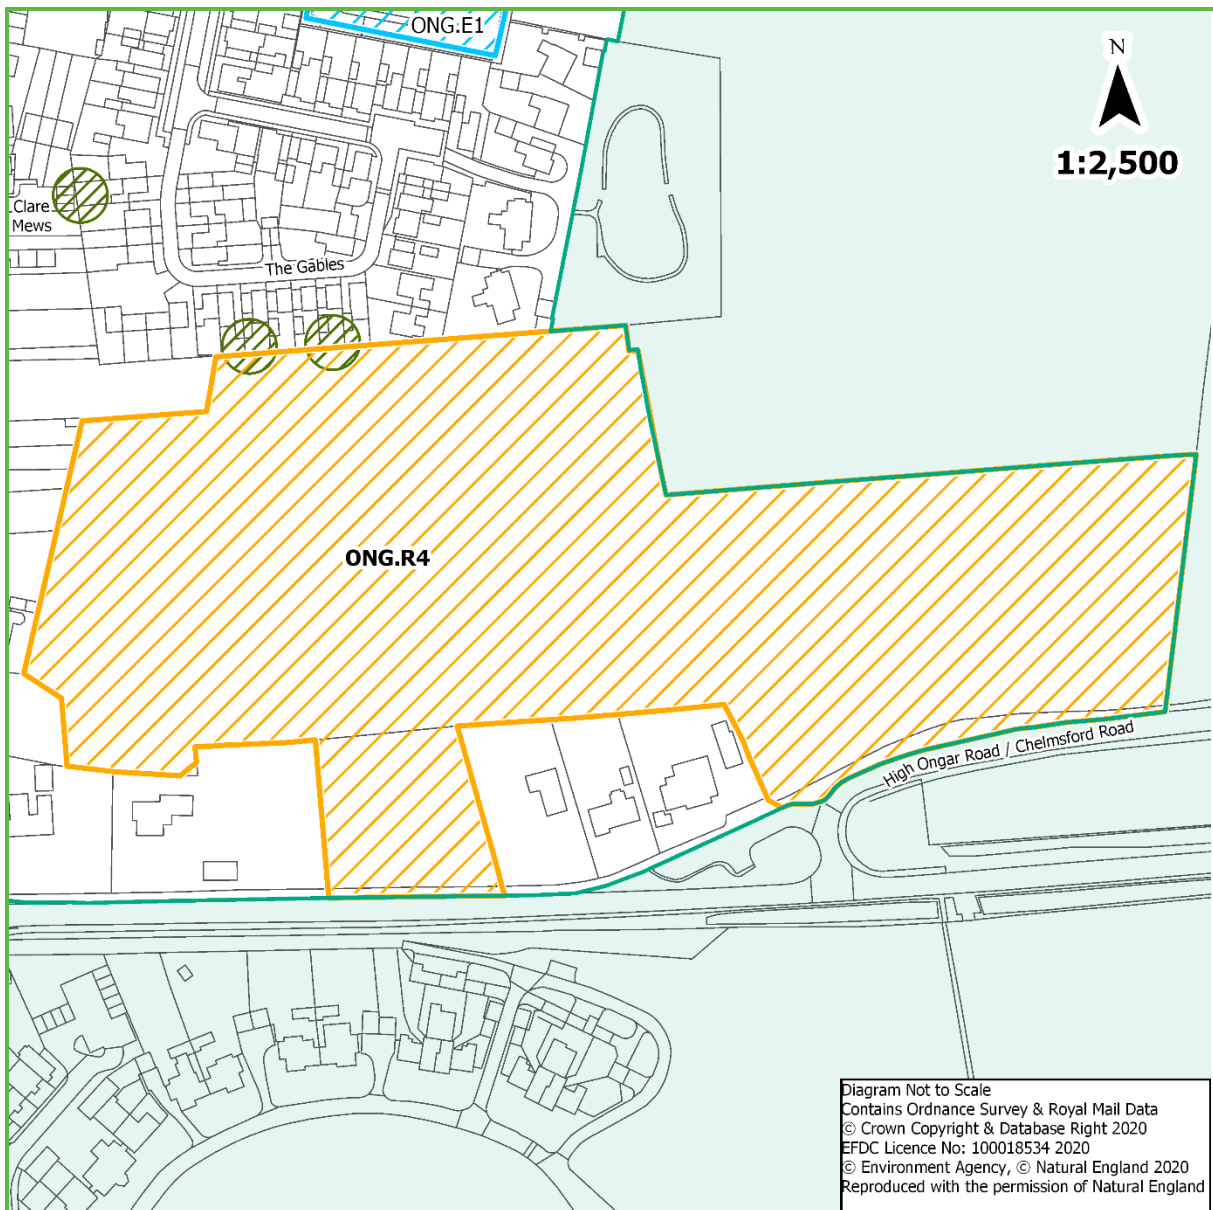 ONG.E1
N
1:2,500
Clare
Mews
The Gables
ONG.R4
High Ongar Road / Chelmsford Road
Diagram Not to Scale
Contains Ordnance Survey & Royal Mail Data
© Crown Copyright & Database Right 2020
EFDC Licence No: 100018534 2020
© Environment Agency, © Natural England 2020
Reproduced with the permission of Natural England